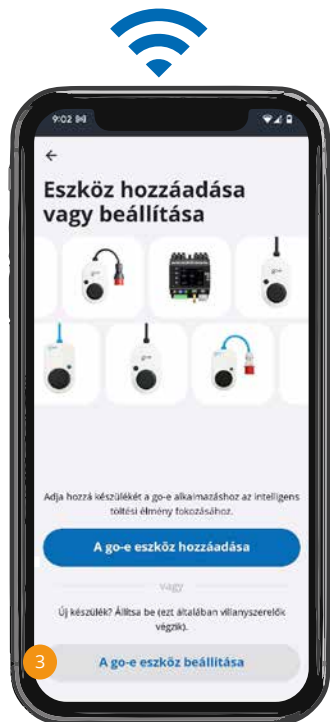 9:02
Eszköz hozzáadása
vagy beállítása
Adja hozzá készülékét a go-e alkalmazáshoz az intelligens
töltési élmény fokozásához.
A go-e eszköz hozzáadása
vagy
Új készülék? Állítsa be (ezt általában villanyszerelők
végzik).
3
A go-e eszköz beállítása